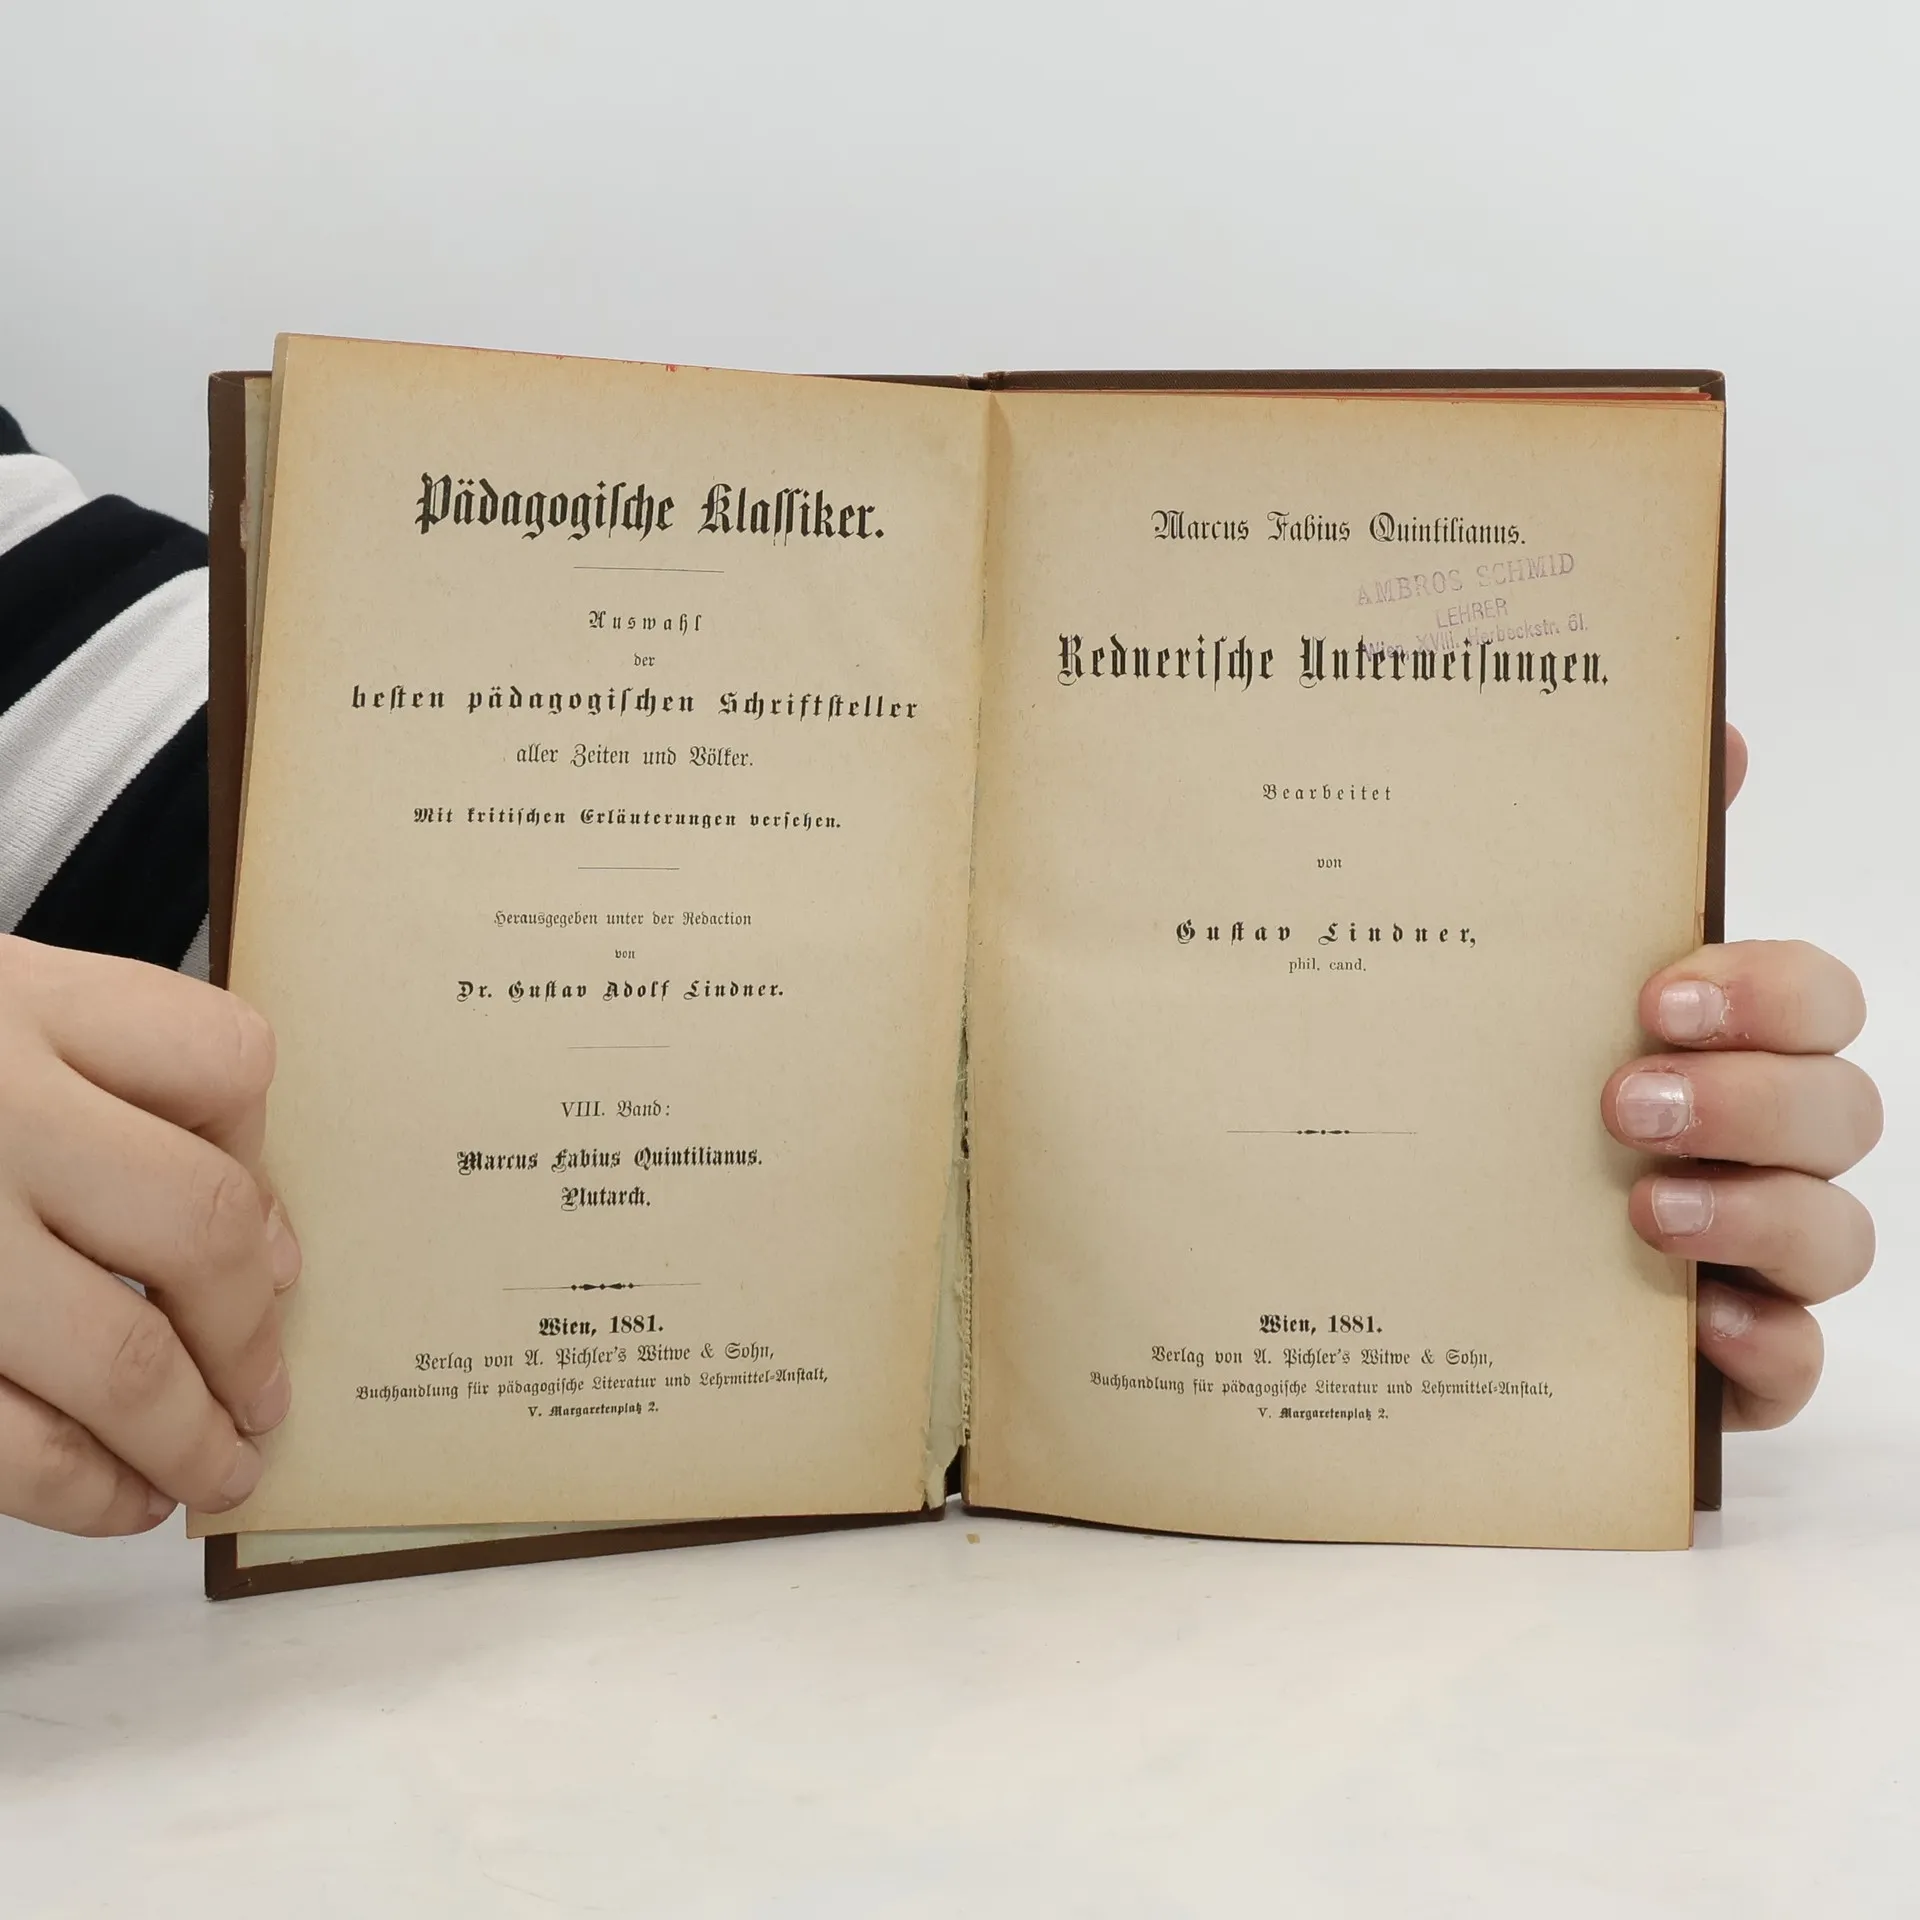 Pädagogische Klassiker.
Auswahl
der
besten pädagogischen Schriftsteller
aller Zeiten und Völker.
Mit kritischen Erläuterungen versehen.
Herausgegeben unter der Redaction
von
Dr. Gustav Adolf Lindner.
VIII. Band:
Marcus Fabius Quintilianus.
Plutarch.
Wien, 1881.
Verlag von A. Pichler's Witwe & Sohn,
Buchhandlung für pädagogische Literatur und Lehrmittel-Anstalt,
V. Margaretenplatz 2.
Marcus Fabius Quintilianus.
AMBROS SCHMID
LEHRER
Wien, XVIII. Herbeckstr. 61.
Rednerische Unterweisungen.
Bearbeitet
von
Gustav Lindner,
phil. cand.
Wien, 1881.
Verlag von A. Pichler's Witwe & Sohn,
Buchhandlung für pädagogische Literatur und Lehrmittel-Anstalt,
V. Margaretenplatz 2.